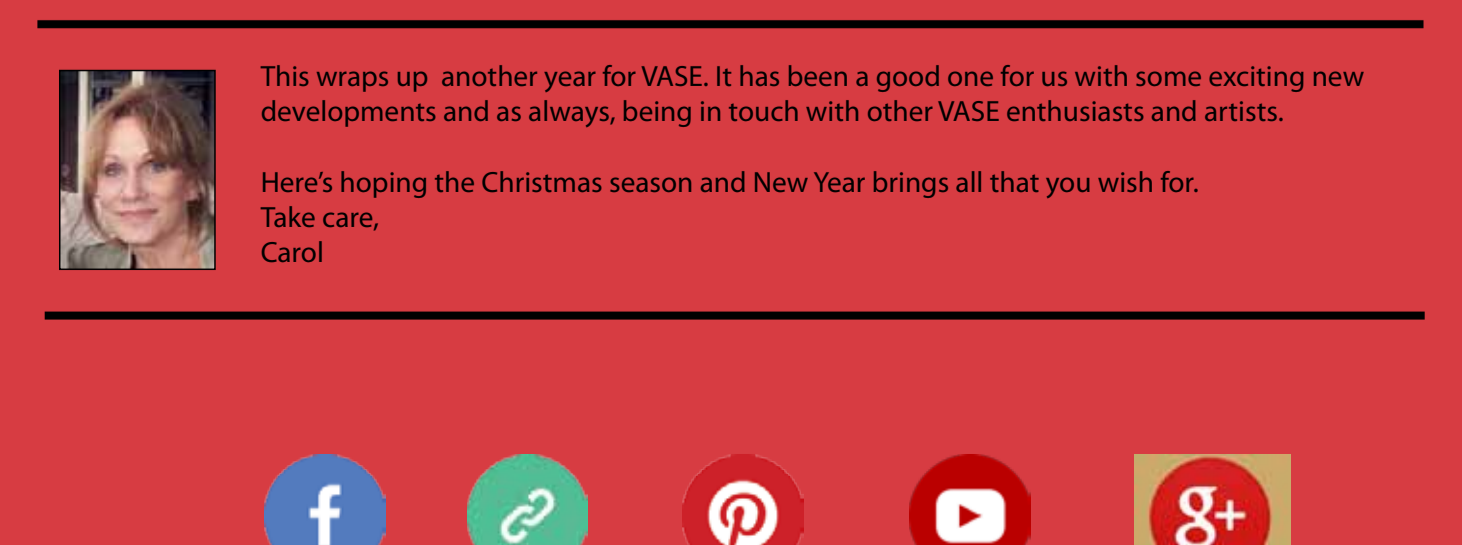 This wraps up  another year for VASE. It has been a good one for us with some exciting new
developments and as always, being in touch with other VASE enthusiasts and artists.
Here’s hoping the Christmas season and New Year brings all that you wish for.
Take care,
Carol
f
g+